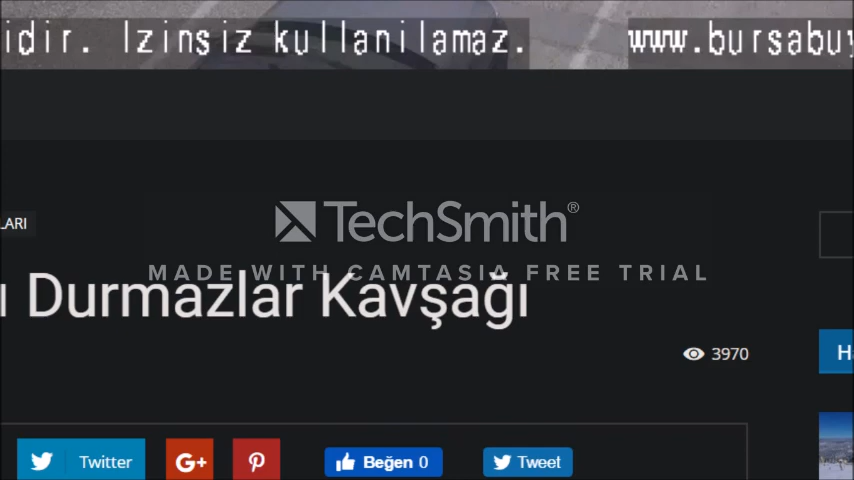 idir. Izinsiz kullanilamaz. www.bursabuy
LARI
TechSmith®
MADE WITH CAMTASIA FREE TRIAL
ı Durmazlar Kavşağı
3970
H
Twitter G+ Beğen 0 Tweet